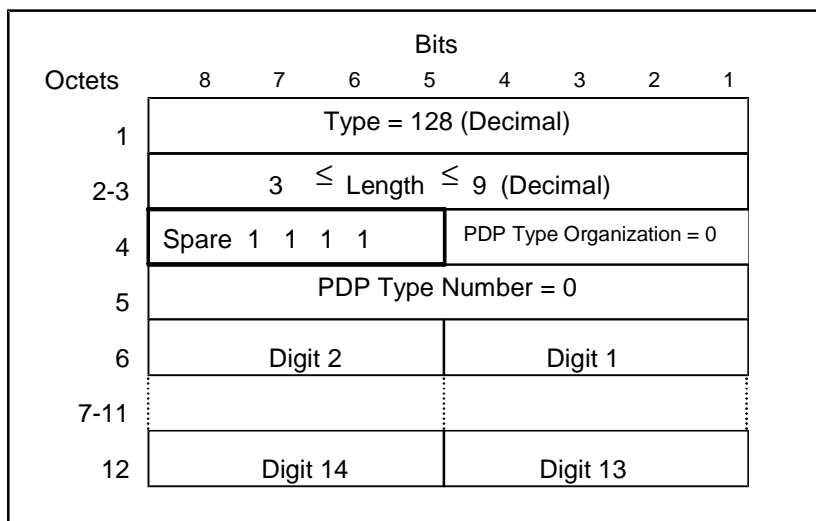 Bits
Octets 8 7 6 5 4 3 2 1
1 Type = 128 (Decimal)
2-3 3 ≤ Length ≤ 9 (Decimal)
4 Spare 1 1 1 1 PDP Type Organization = 0
5 PDP Type Number = 0
6 Digit 2 Digit 1
7-11
12 Digit 14 Digit 13